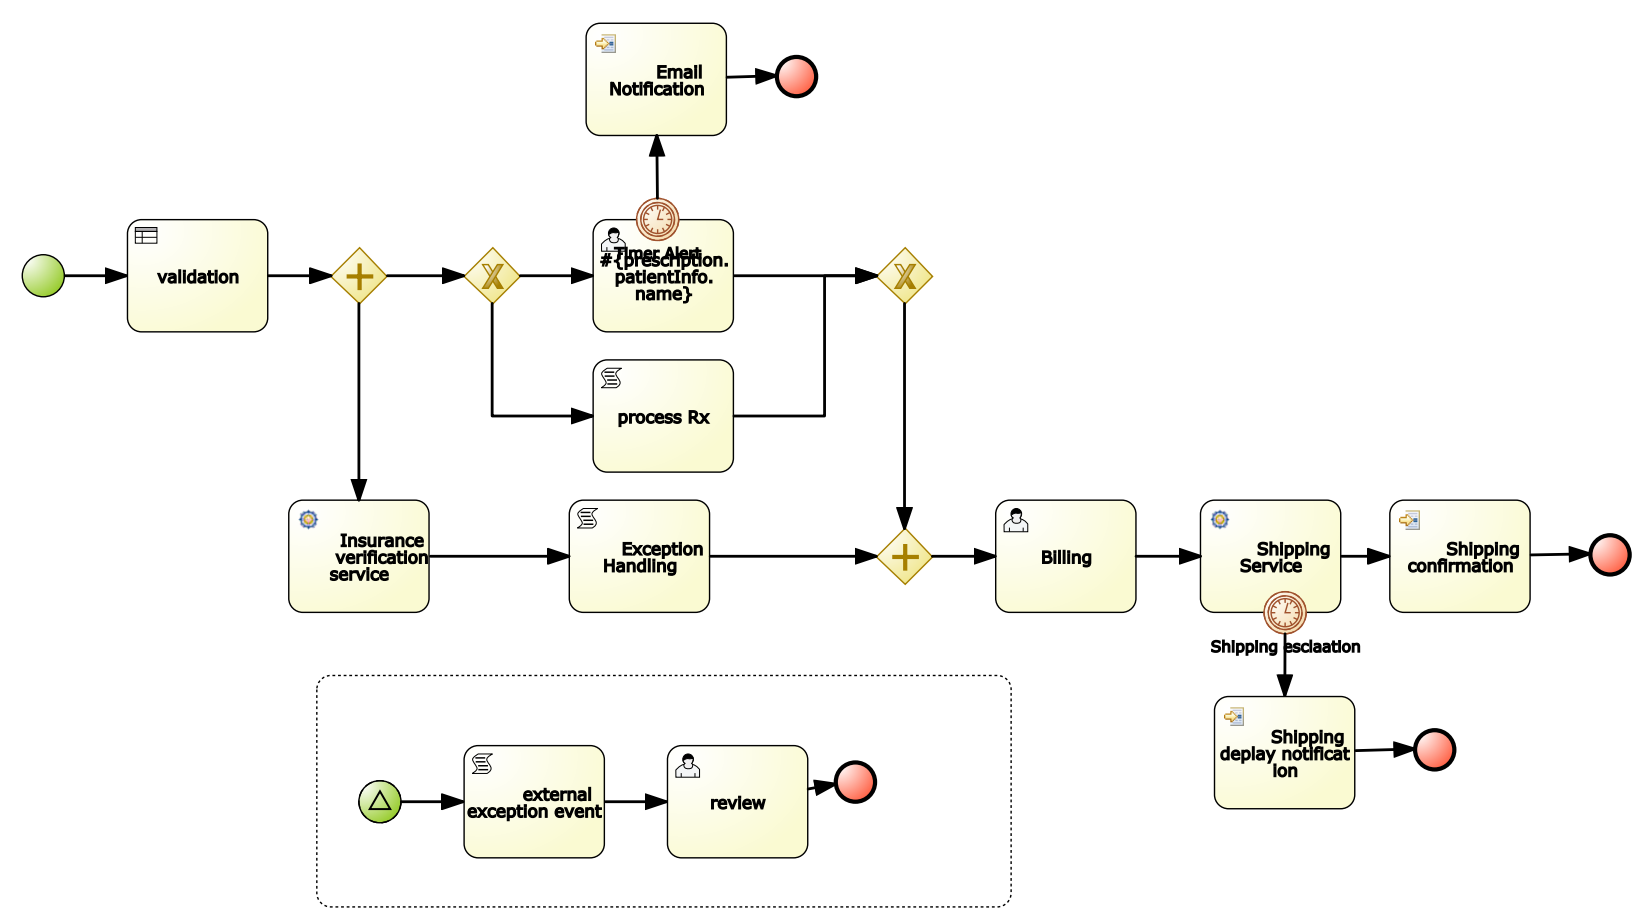 Email
Notification
validation
Timer Alert
#{prescription.
patientInfo.
name}
process Rx
Insurance
verification
service
Exception
Handling
Billing
Shipping
Service
Shipping
confirmation
Shipping esclaation
Shipping
deplay notificat
ion
external
exception event
review